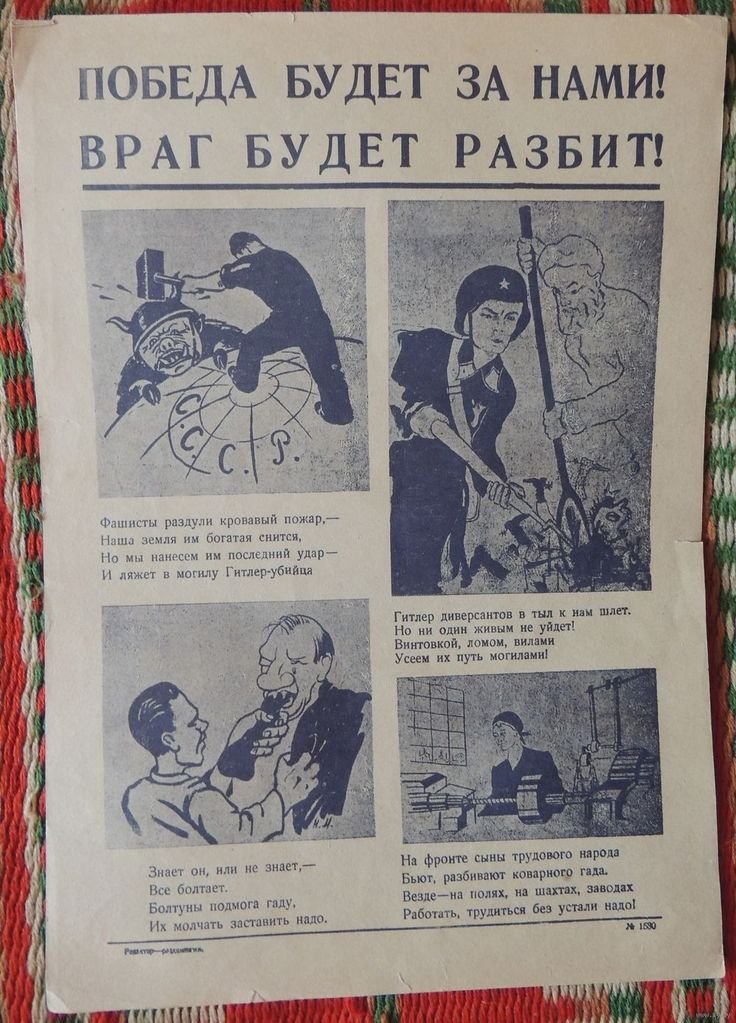 ПОБЕДА БУДЕТ ЗА НАМИ!
ВРАГ БУДЕТ РАЗБИТ!
С.С.С.Р.
Фашисты раздули кровавый пожар,—
Наша земля им богатая снится,
Но мы нанесем им последний удар—
И ляжет в могилу Гитлер-убийца
Гитлер диверсантов в тыл к нам шлет.
Но ни один живым не уйдет!
Винтовкой, ломом, вилами
Усеем их путь могилами!
Знает он, или не знает,—
Все болтает.
Болтуны подмога гаду,
Их молчать заставить надо.
На фронте сыны трудового народа
Бьют, разбивают коварного гада.
Везде—на полях, на шахтах, заводах
Работать, трудиться без устали надо!
№ 1530